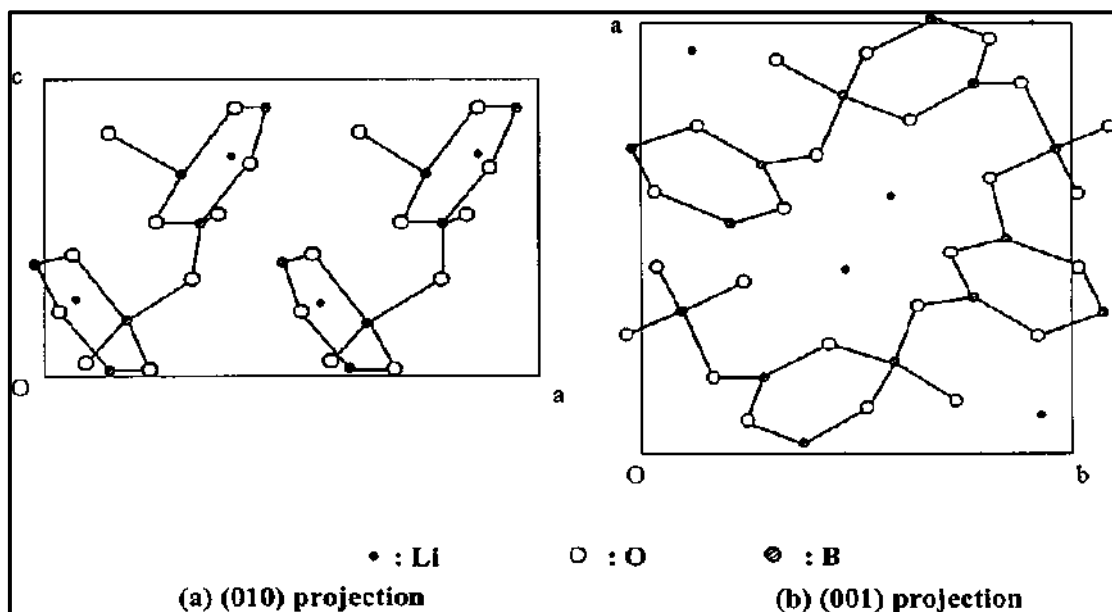 c
O
a
a
O
b
: Li : O : B
(a) (010) projection
(b) (001) projection